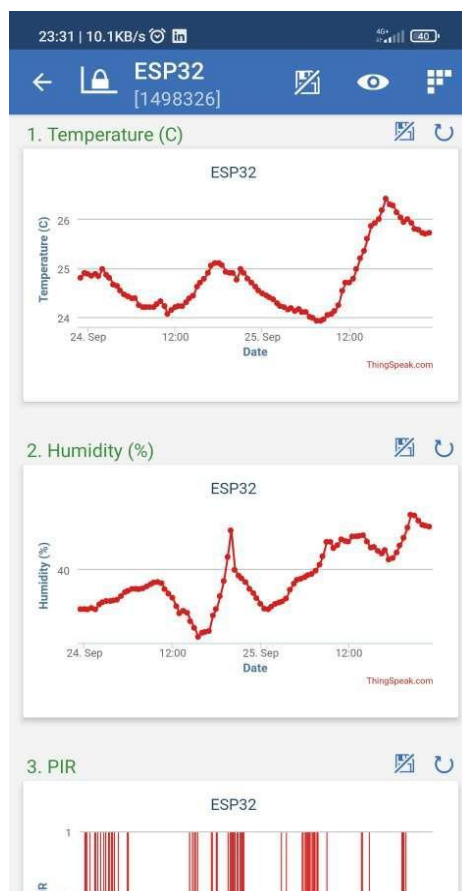 23:31 | 10.1KB/s
4G+ 40
ESP32
[1498326]
1. Temperature (C)
ESP32
Temperature (C)
26
25
24
24. Sep 12:00 25. Sep 12:00
Date
ThingSpeak.com
2. Humidity (%)
ESP32
Humidity (%)
40
24. Sep 12:00 25. Sep 12:00
Date
ThingSpeak.com
3. PIR
ESP32
1